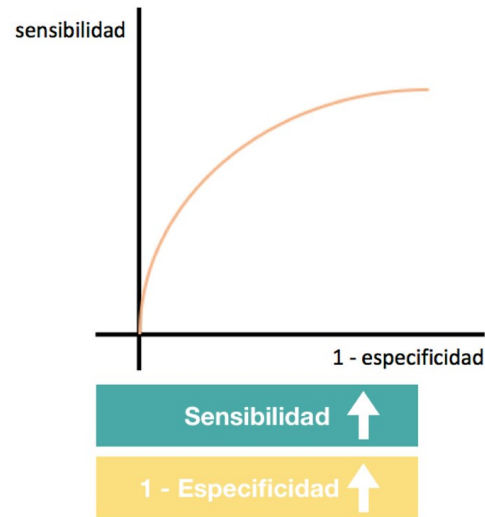 sensibilidad
1 - especificidad
Sensibilidad
1 - Especificidad